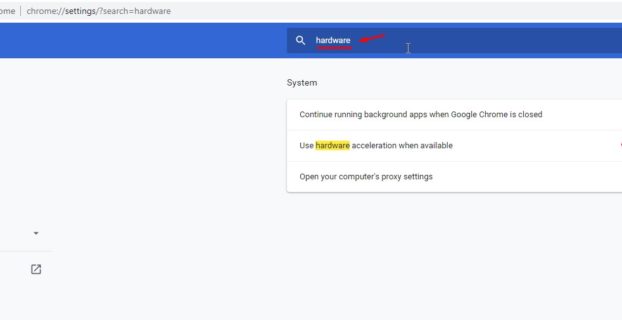 ome | chrome://settings/?search=hardware
hardware
System
Continue running background apps when Google Chrome is closed
Use hardware acceleration when available
Open your computer's proxy settings